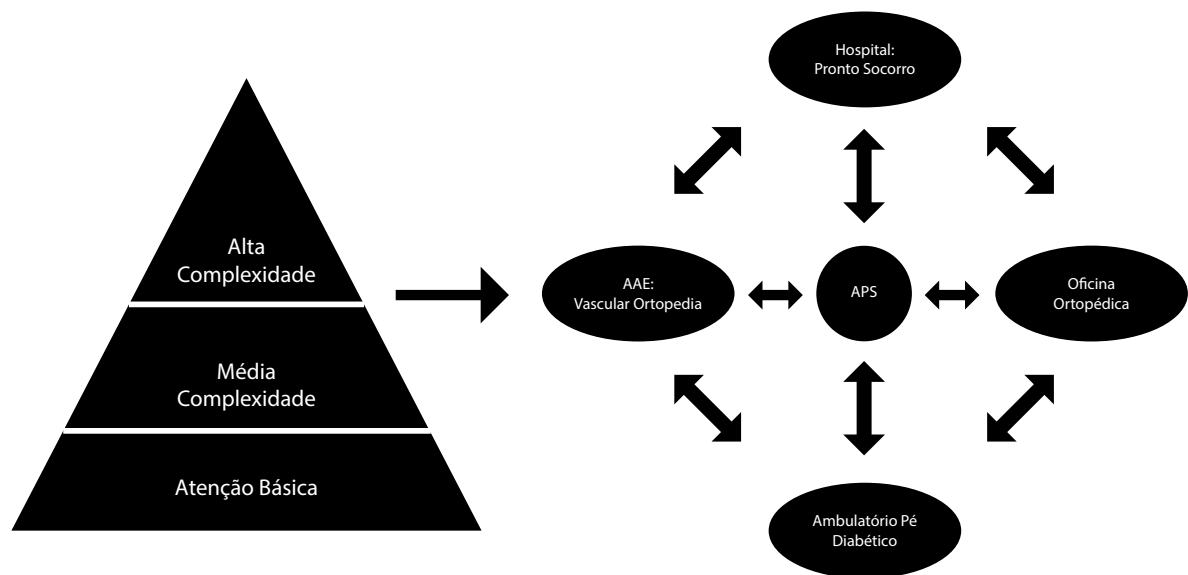 Alta
Complexidade
Média
Complexidade
Atenção Básica
Hospital:
Pronto Socorro
AAE:
Vascular Ortopedia
APS
Oficina
Ortopédica
Ambulatório Pé
Diabético